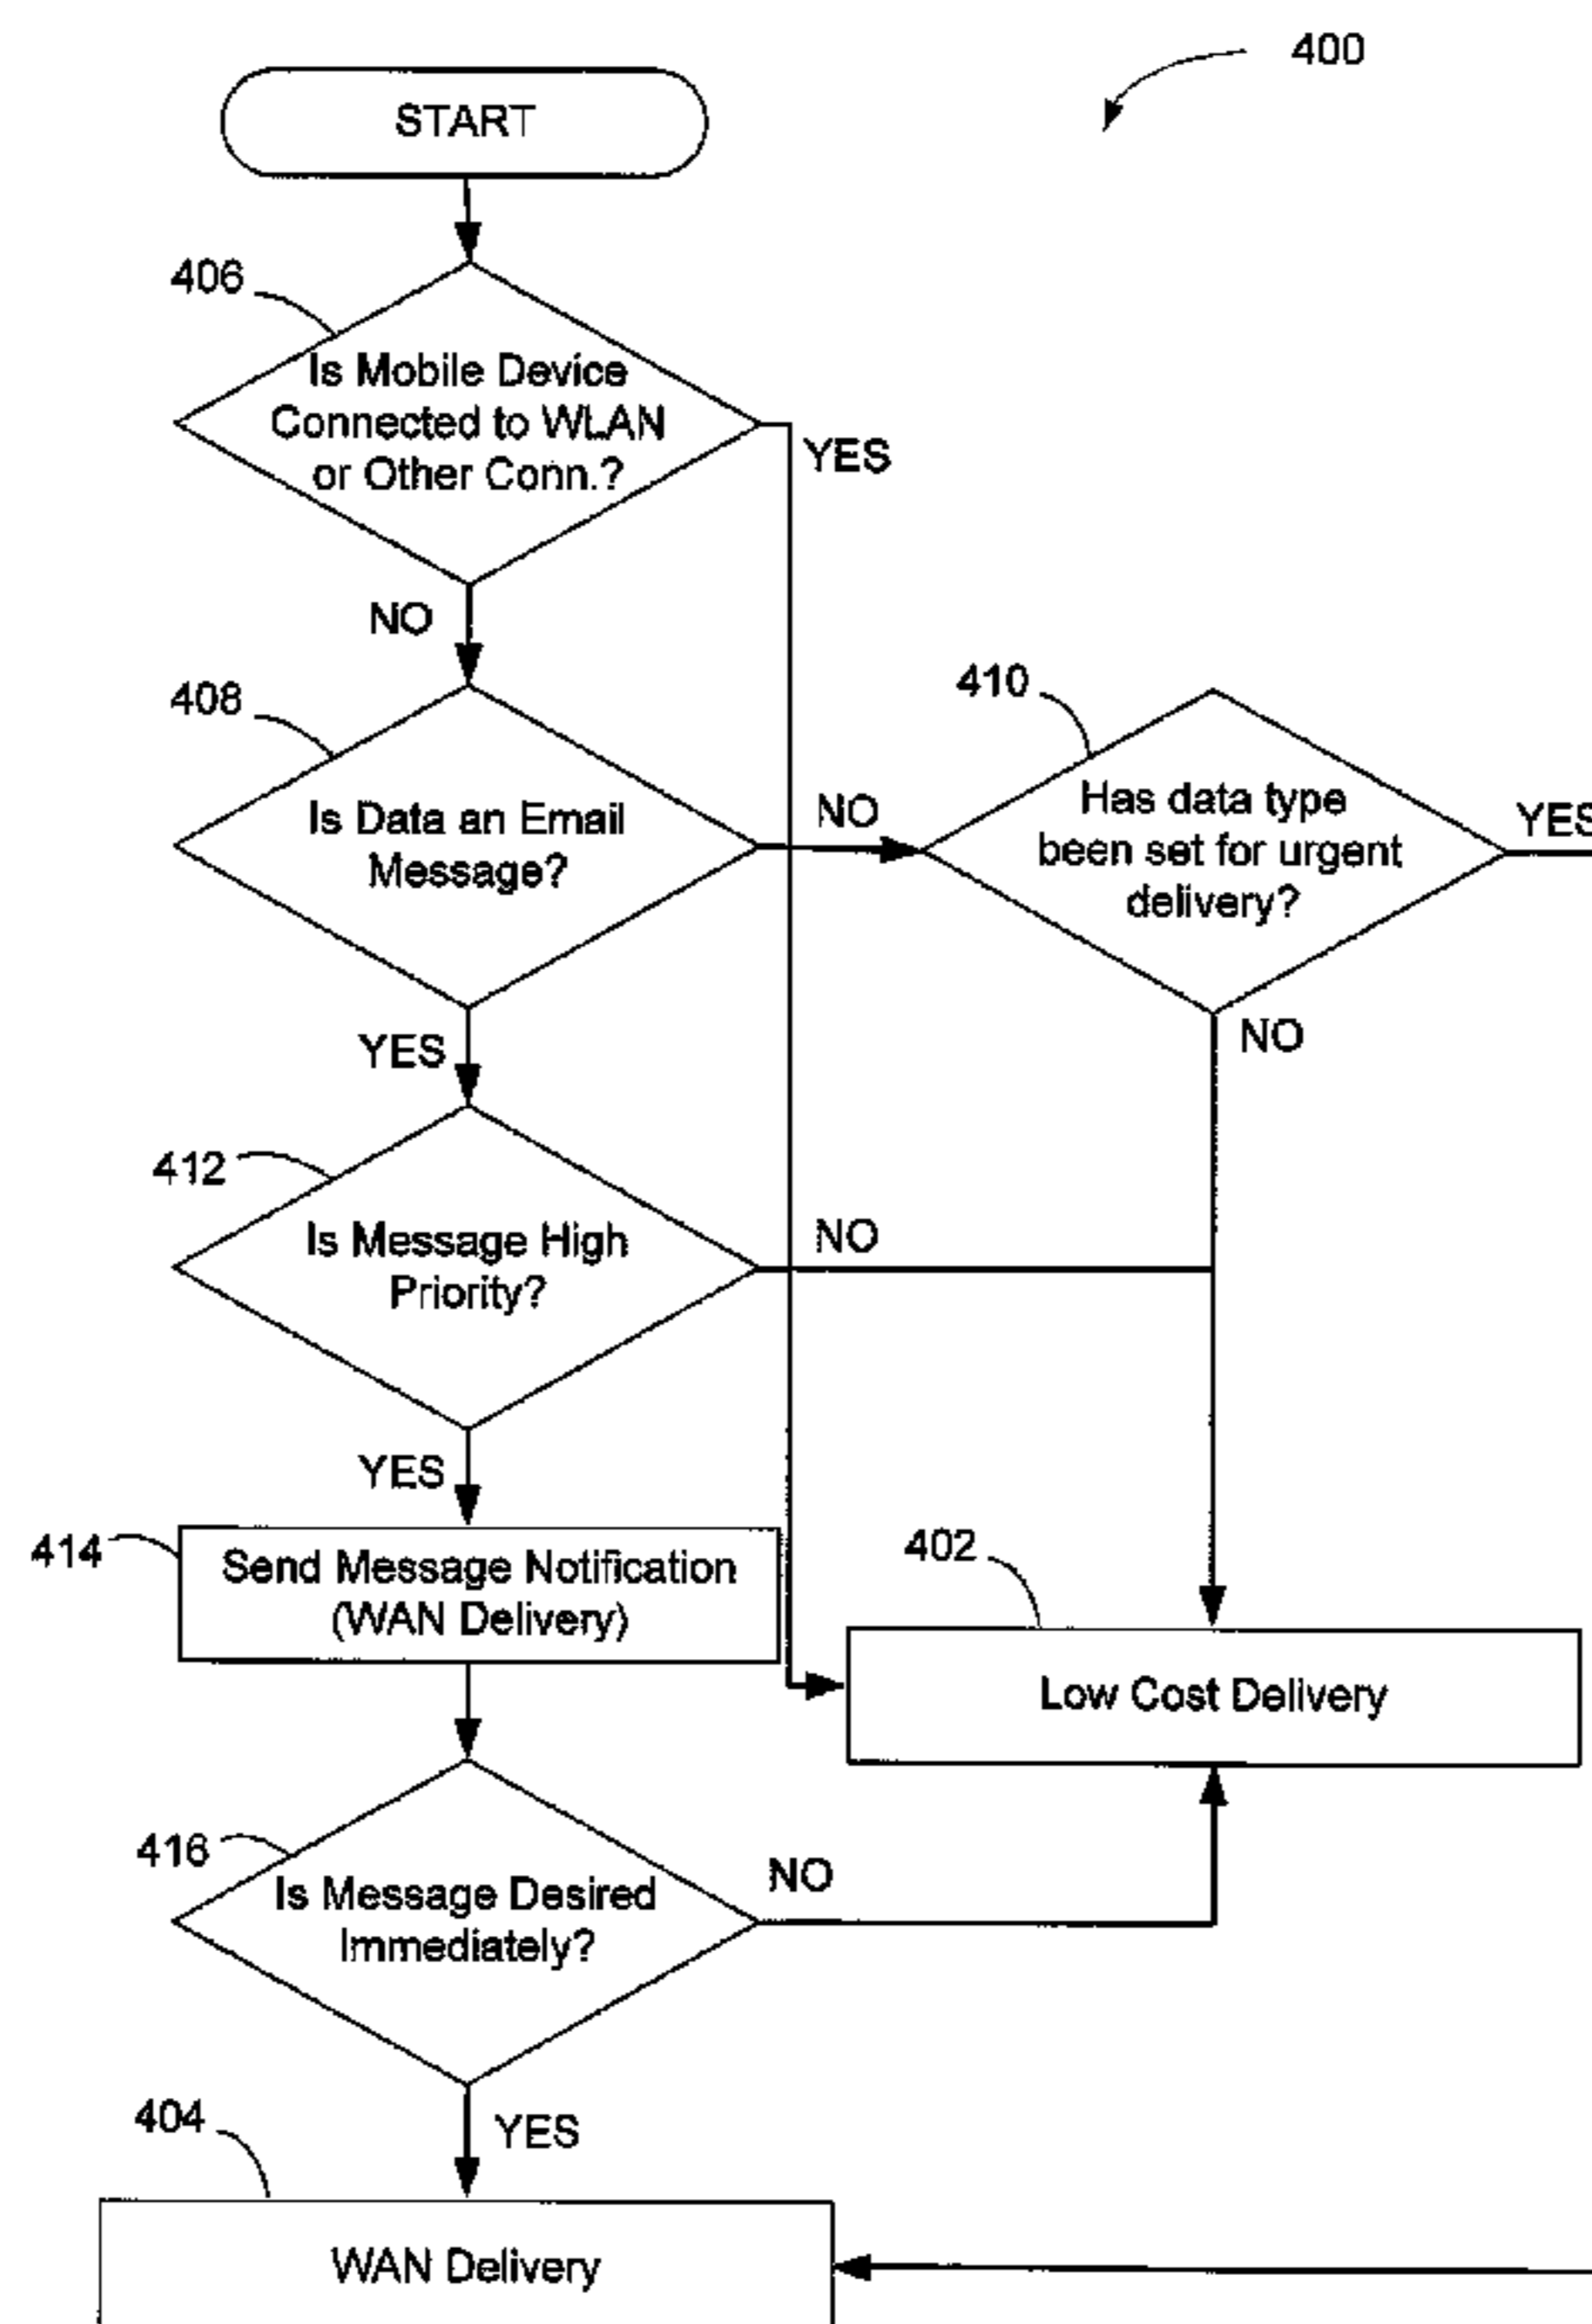 400
START
406
Is Mobile Device
Connected to WLAN
or Other Conn.?
YES
NO
408
Is Data an Email
Message?
NO
410
Has data type
been set for urgent
delivery?
YES
NO
YES
412
Is Message High
Priority?
NO
YES
414
Send Message Notification
(WAN Delivery)
402
Low Cost Delivery
416
Is Message Desired
Immediately?
NO
YES
404
WAN Delivery